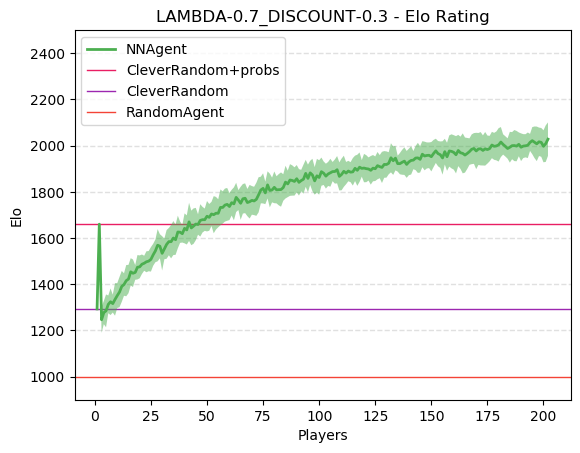 LAMBDA-0.7_DISCOUNT-0.3 - Elo Rating
NNAgent
CleverRandom+probs
CleverRandom
RandomAgent
Elo
2400
2200
2000
1800
1600
1400
1200
1000
0 25 50 75 100 125 150 175 200
Players